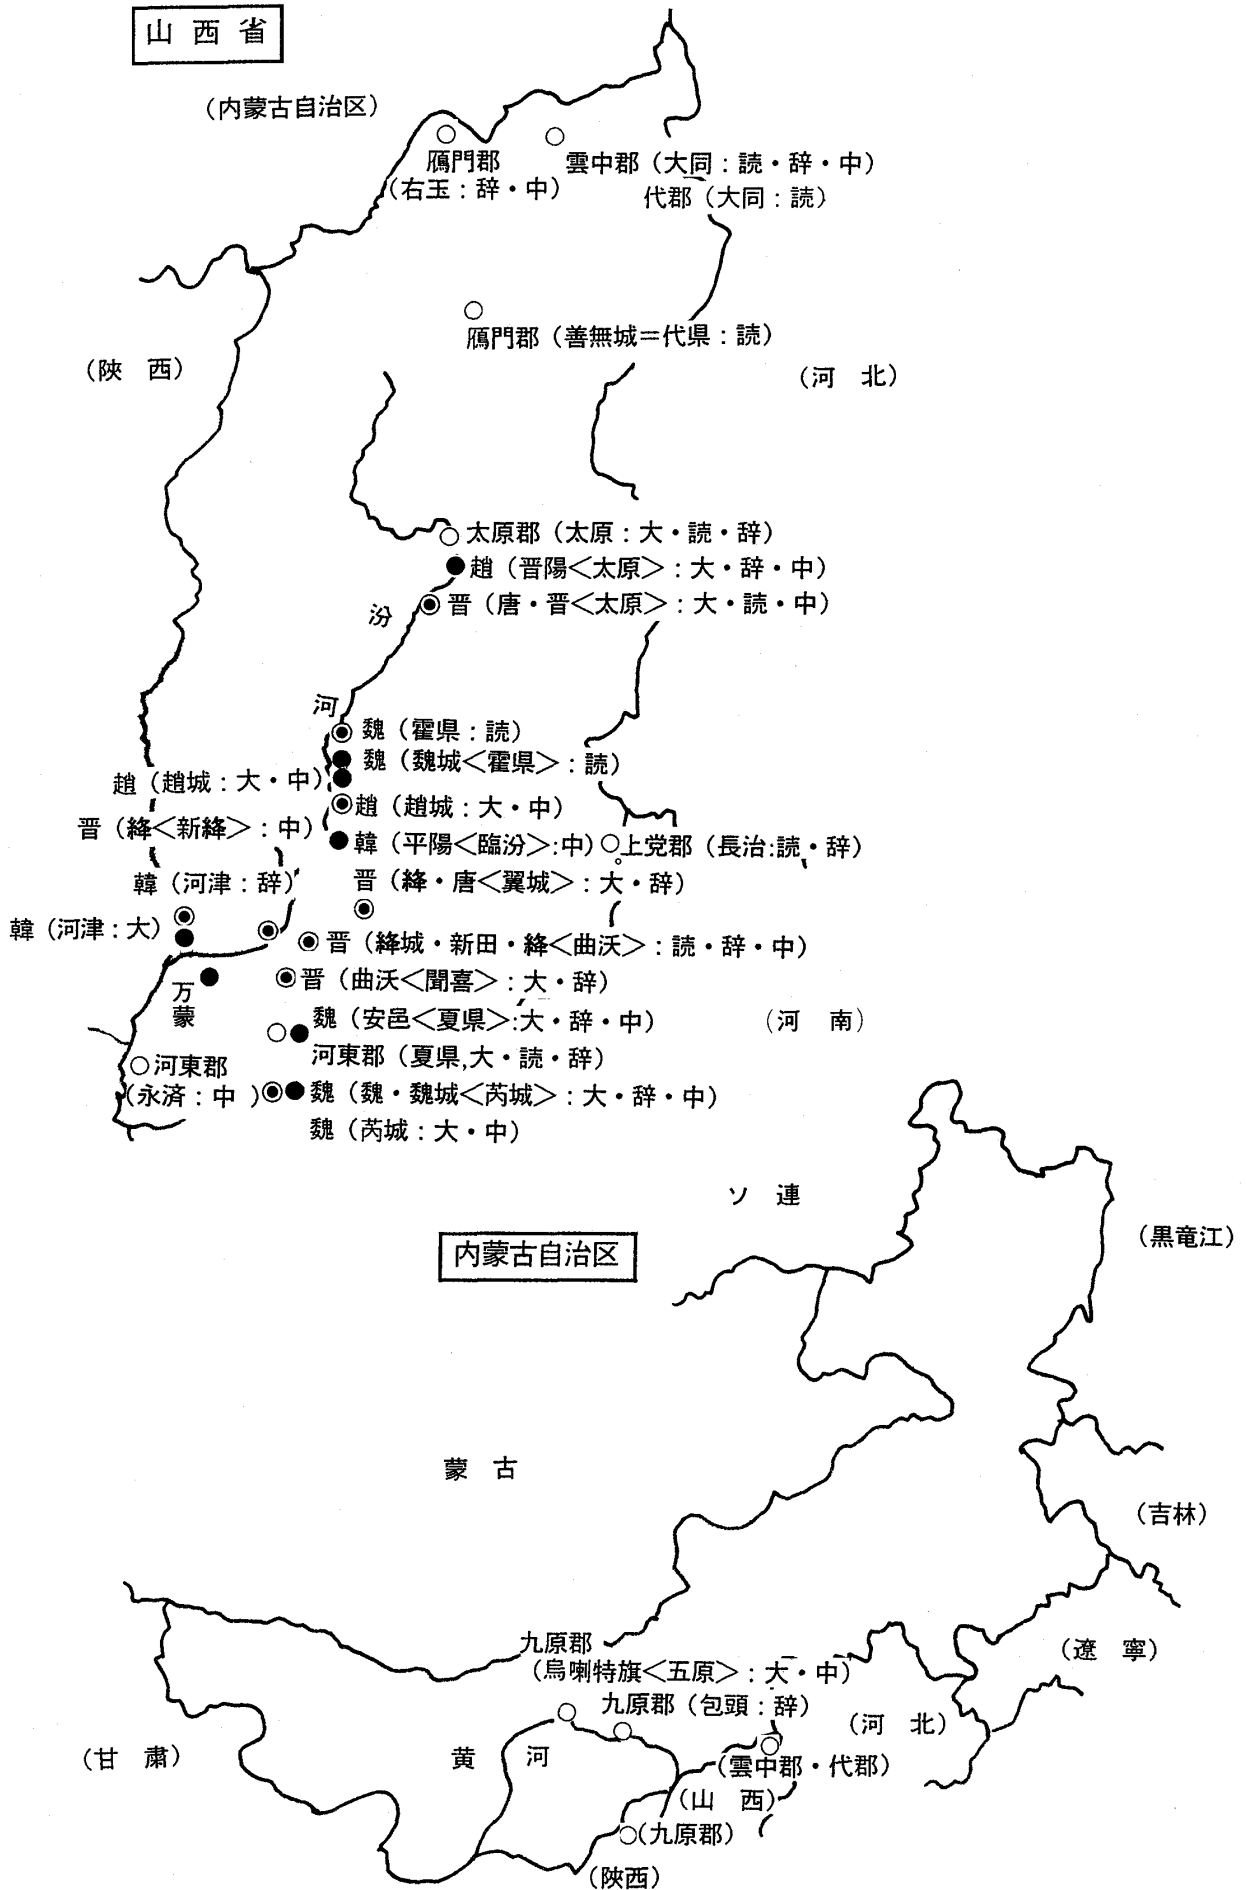 山西省
(内蒙古自治区)
鴈門郡
(右玉：辞・中)
雲中郡(大同：読・辞・中)
代郡(大同：読)
鴈門郡(善無城＝代県：読)
(陝 西)
(河 北)
太原郡(太原：大・読・辞)
趙(晋陽＜太原＞：大・辞・中)
晋(唐・晋＜太原＞：大・読・中)
汾
河
魏(霍県：読)
魏(魏城＜霍県＞：読)
趙(趙城：大・中)
趙(趙城：大・中)
晋(絳＜新絳＞：中)
韓(平陽＜臨汾＞:中)
上党郡(長治:読・辞)
韓(河津：辞)
晋(絳・唐＜翼城＞：大・辞)
韓(河津：大)
晋(絳城・新田・絳＜曲沃＞：読・辞・中)
晋(曲沃＜聞喜＞：大・辞)
万
蒙
魏(安邑＜夏県＞:大・辞・中)
(河 南)
河東郡(夏県,大・読・辞)
河東郡
(永済：中)
魏(魏・魏城＜芮城＞：大・辞・中)
魏(芮城：大・中)
ソ 連
(黒竜江)
内蒙古自治区
蒙 古
(吉林)
九原郡
(烏喇特旗＜五原＞：大・中)
(遼 寧)
九原郡(包頭：辞)
(河 北)
(甘 粛)
黄 河
(雲中郡・代郡)
(山 西)
(九原郡)
(陝西)